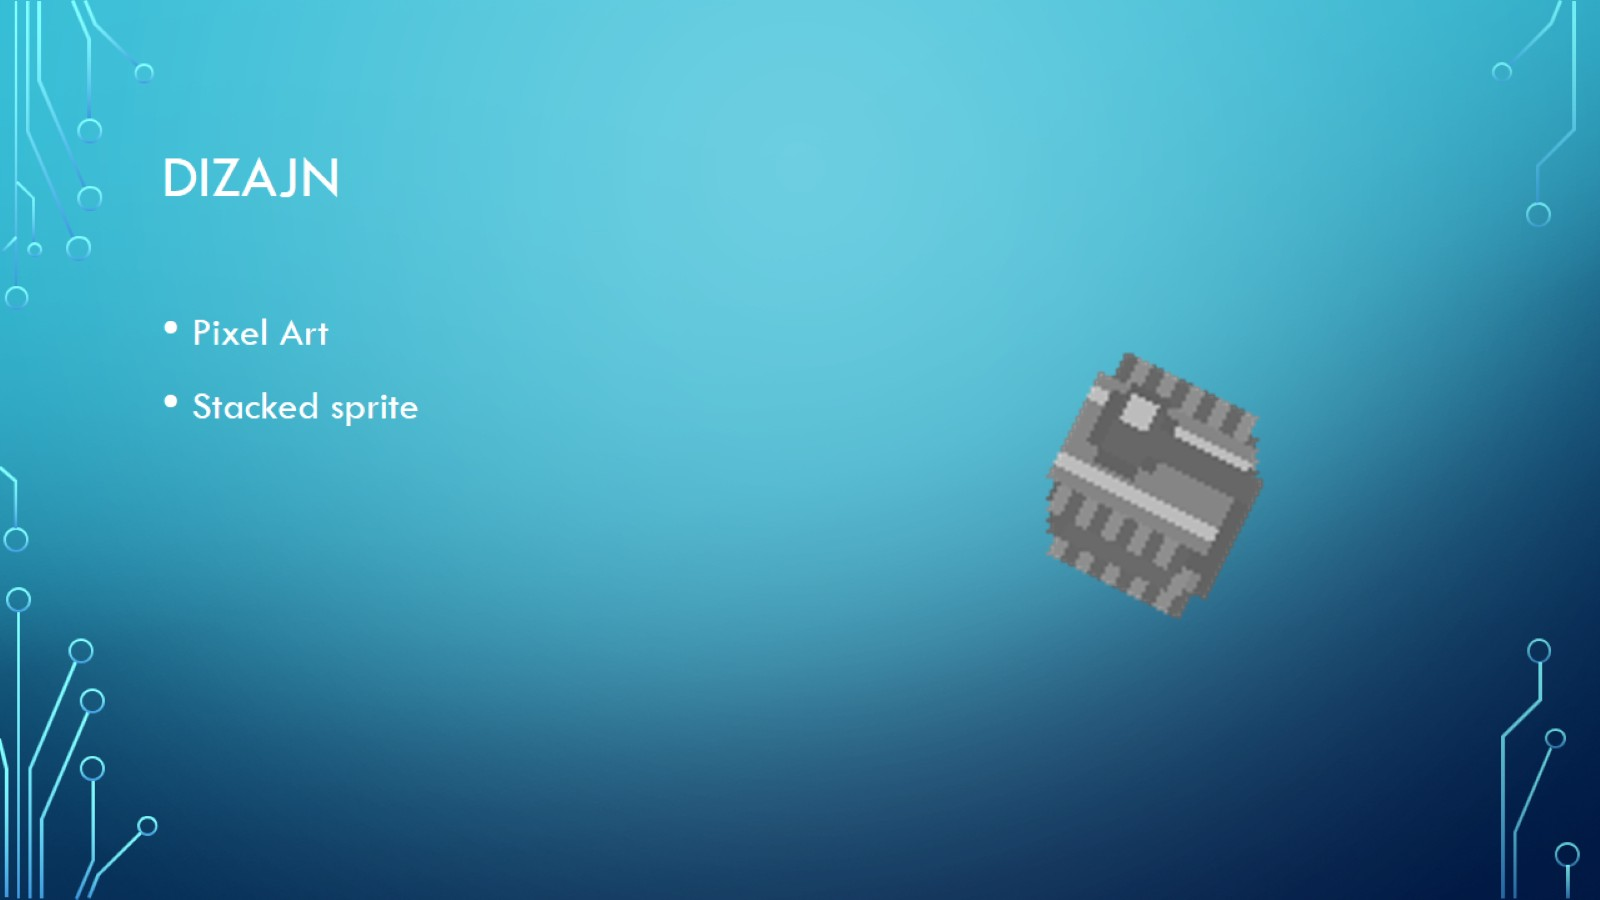 DIZAJN
• Pixel Art
• Stacked sprite